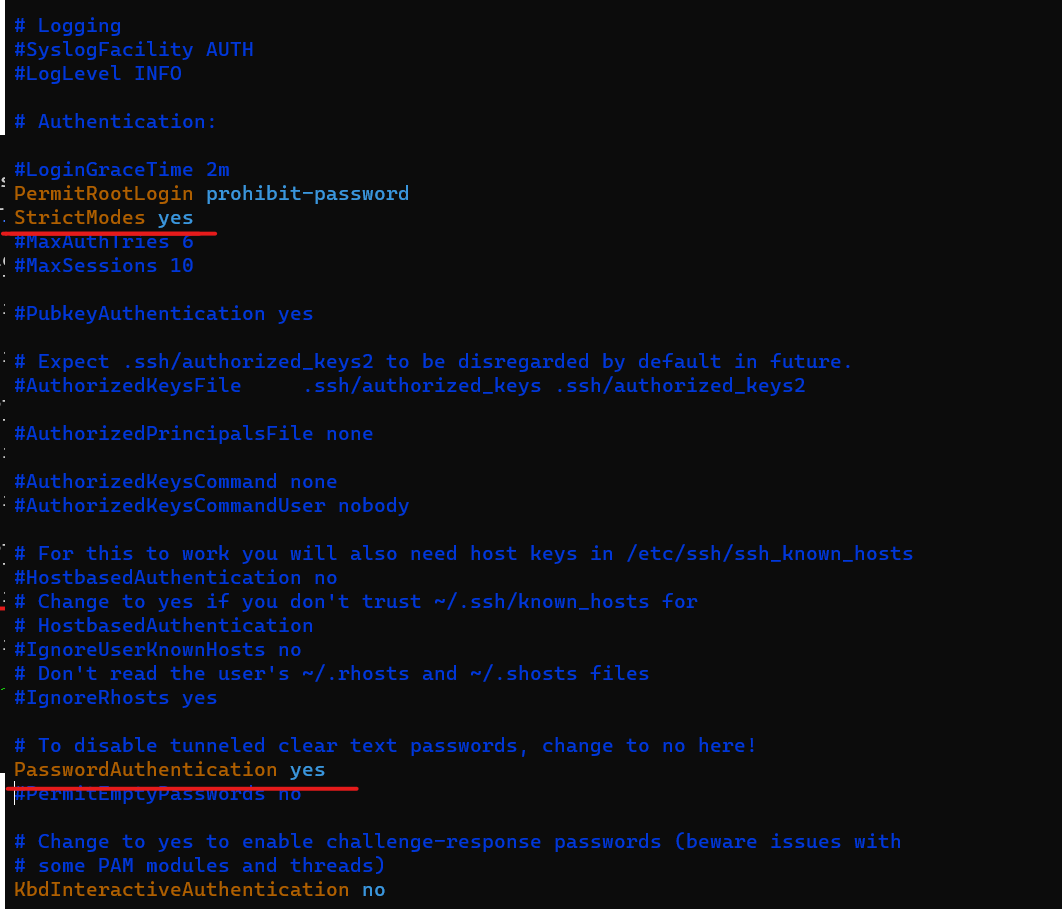 # Logging
#SyslogFacility AUTH
#LogLevel INFO
# Authentication:
#LoginGraceTime 2m
PermitRootLogin prohibit-password
StrictModes yes
#MaxAuthTries 6
#MaxSessions 10
#PubkeyAuthentication yes
# Expect .ssh/authorized_keys2 to be disregarded by default in future.
#AuthorizedKeysFile     .ssh/authorized_keys .ssh/authorized_keys2
#AuthorizedPrincipalsFile none
#AuthorizedKeysCommand none
#AuthorizedKeysCommandUser nobody
# For this to work you will also need host keys in /etc/ssh/ssh_known_hosts
#HostbasedAuthentication no
# Change to yes if you don't trust ~/.ssh/known_hosts for
# HostbasedAuthentication
#IgnoreUserKnownHosts no
# Don't read the user's ~/.rhosts and ~/.shosts files
#IgnoreRhosts yes
# To disable tunneled clear text passwords, change to no here!
PasswordAuthentication yes
#PermitEmptyPasswords no
# Change to yes to enable challenge-response passwords (beware issues with
# some PAM modules and threads)
KbdInteractiveAuthentication no